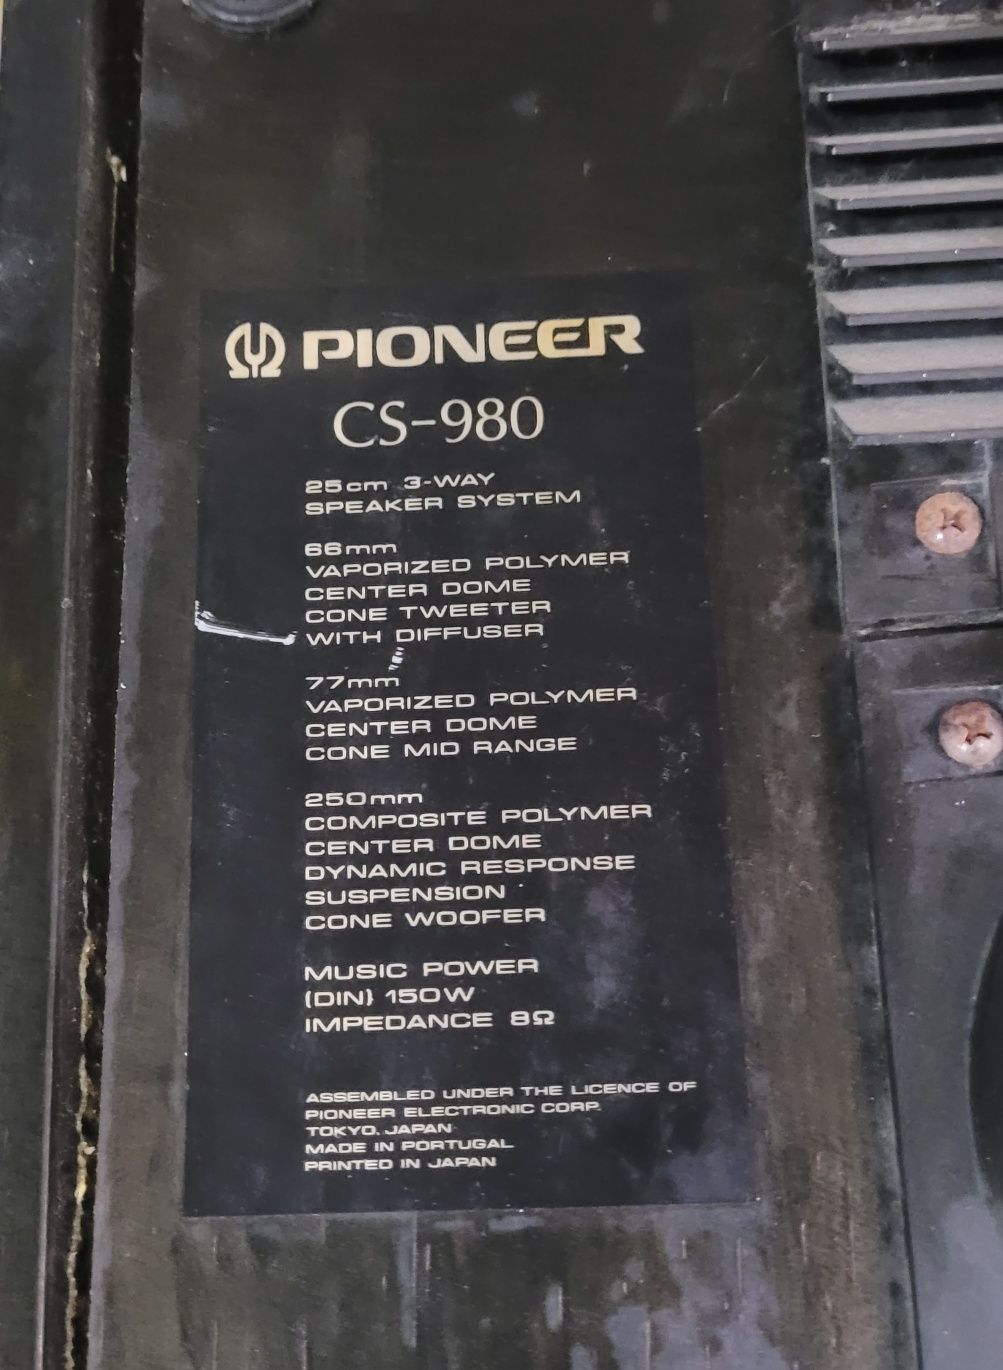 PIONEER
CS-980
25cm 3-WAY
SPEAKER SYSTEM
66mm
VAPORIZED POLYMER
CENTER DOME
CONE TWEETER
WITH DIFFUSER
77mm
VAPORIZED POLYMER
CENTER DOME
CONE MID RANGE
250mm
COMPOSITE POLYMER
CENTER DOME
DYNAMIC RESPONSE
SUSPENSION
CONE WOOFER
MUSIC POWER
(DIN) 150W
IMPEDANCE 8Ω
ASSEMBLED UNDER THE LICENCE OF
PIONEER ELECTRONIC CORP.
TOKYO, JAPAN
MADE IN PORTUGAL
PRINTED IN JAPAN